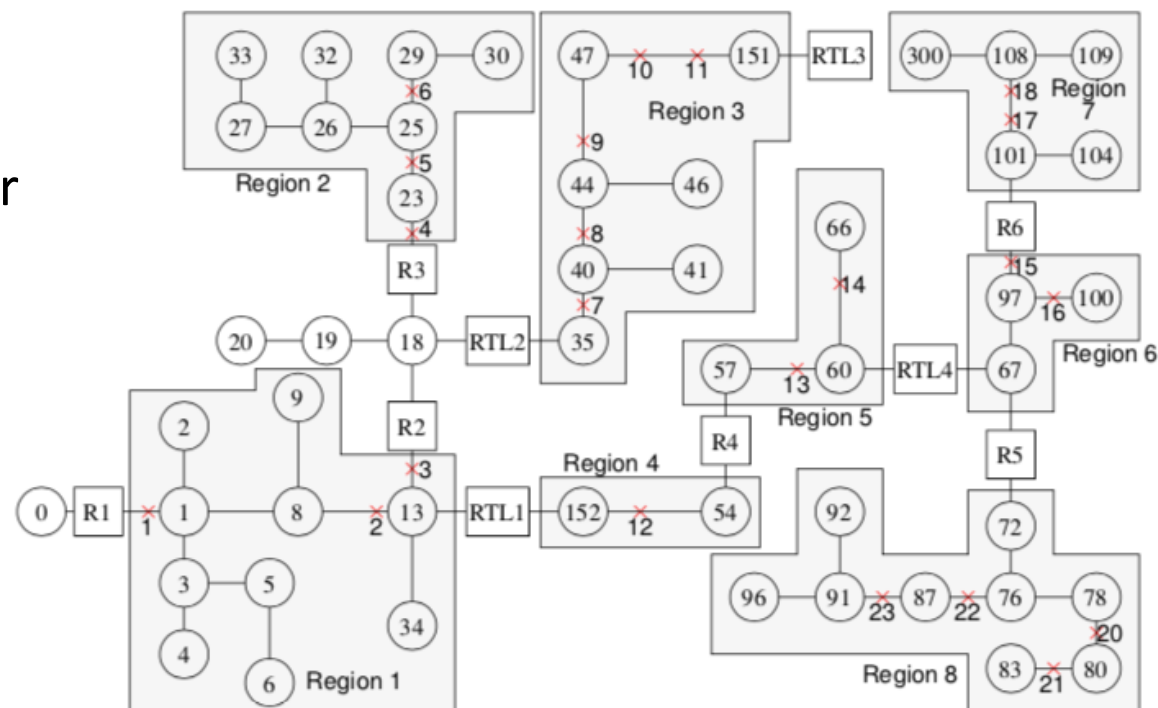 33 32 29 30 47 10 11 151 RTL3 300 108 109
6 18 Region
Region 3 7
27 26 25 9 17
r 5 101 104
Region 2 23 44 46
4 8 66 R6
R3 40 41 14 15
7 97 16 100
20 19 18 RTL2 35 57 13 60 RTL4 67 Region 6
9 Region 5
2 R2 R4 R5
3 Region 4
0 R1 1 1 8 2 13 RTL1 152 12 54 92 72
3 5 96 91 23 87 22 76 78
34 20
4 83 21 80
6 Region 1 Region 8